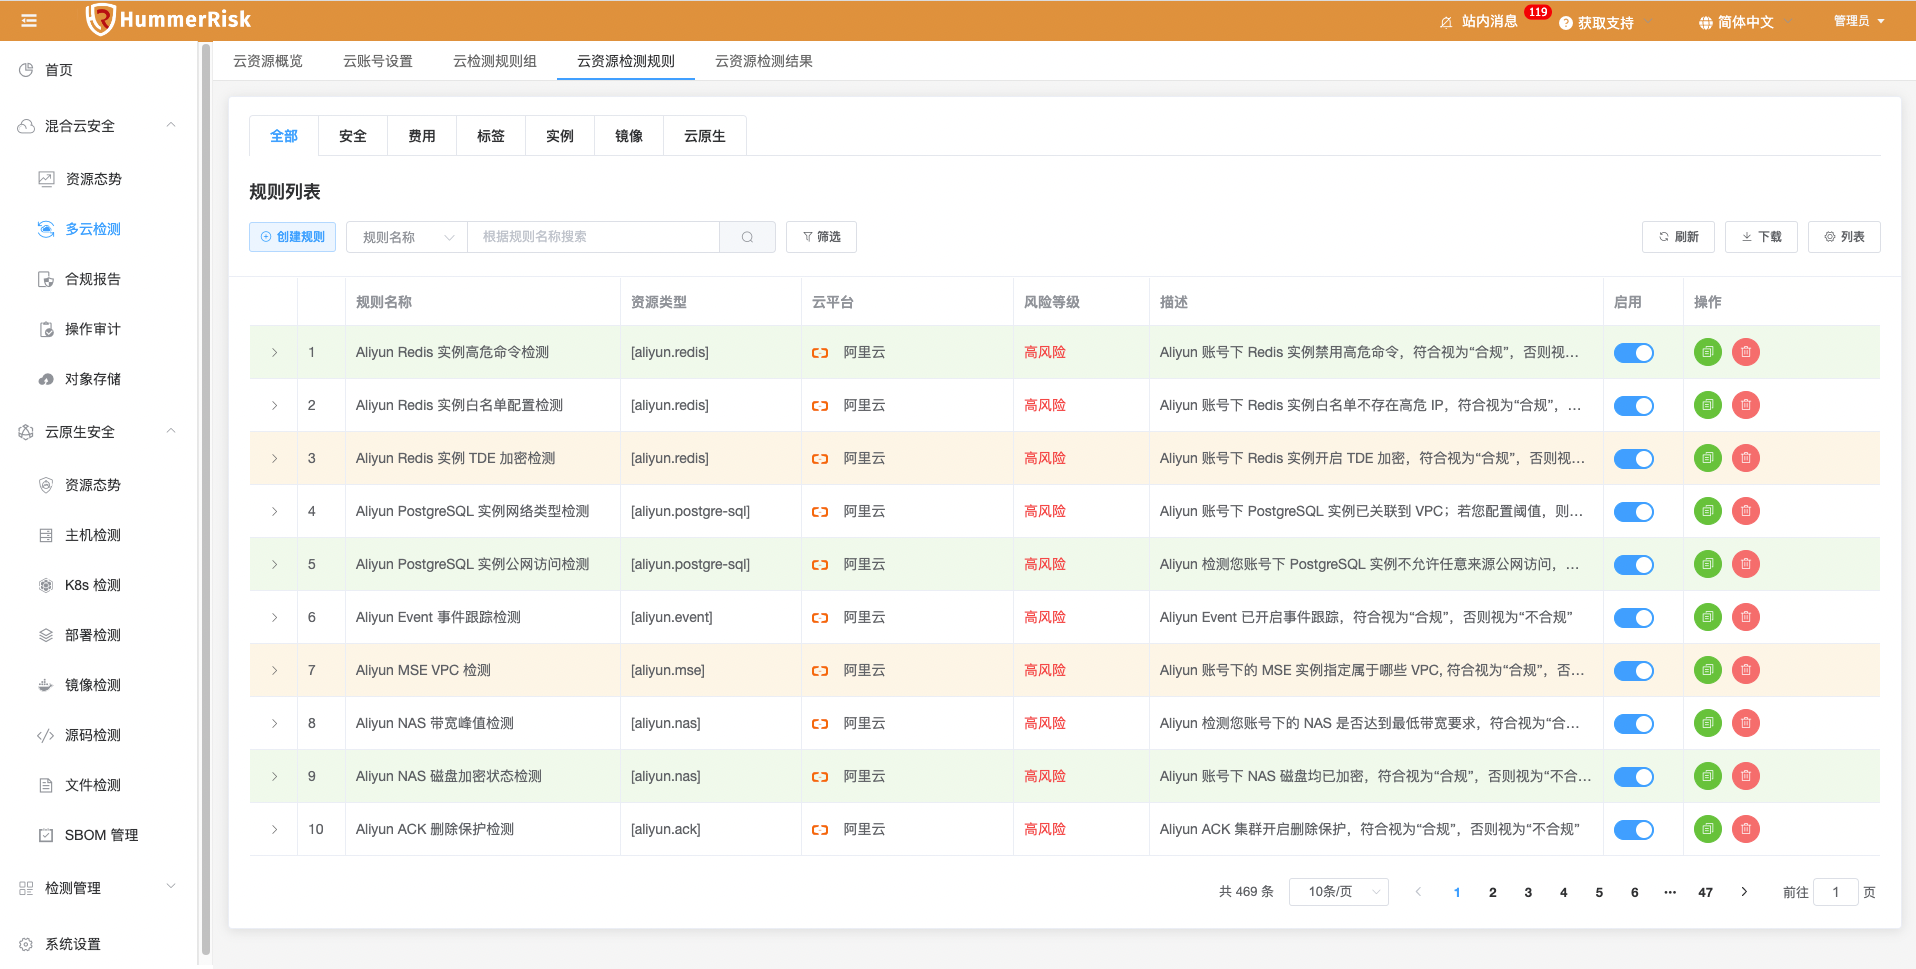 HummerRisk
站内消息 119
获取支持
简体中文
管理员
首页
混合云安全
资源态势
多云检测
合规报告
操作审计
对象存储
云原生安全
资源态势
主机检测
K8s 检测
部署检测
镜像检测
源码检测
文件检测
SBOM 管理
检测管理
系统设置
云资源概览 云账号设置 云检测规则组 云资源检测规则 云资源检测结果
全部 安全 费用 标签 实例 镜像 云原生
规则列表
创建规则 规则名称 根据规则名称搜索 筛选 刷新 下载 列表
规则名称 资源类型 云平台 风险等级 描述 启用 操作
1 Aliyun Redis 实例高危命令检测 [aliyun.redis] 阿里云 高风险 Aliyun 账号下 Redis 实例禁用高危命令，符合视为“合规”，否则视…
2 Aliyun Redis 实例白名单配置检测 [aliyun.redis] 阿里云 高风险 Aliyun 账号下 Redis 实例白名单不存在高危 IP，符合视为“合规”，…
3 Aliyun Redis 实例 TDE 加密检测 [aliyun.redis] 阿里云 高风险 Aliyun 账号下 Redis 实例开启 TDE 加密，符合视为“合规”，否则视…
4 Aliyun PostgreSQL 实例网络类型检测 [aliyun.postgre-sql] 阿里云 高风险 Aliyun 账号下 PostgreSQL 实例已关联到 VPC；若您配置阈值，则…
5 Aliyun PostgreSQL 实例公网访问检测 [aliyun.postgre-sql] 阿里云 高风险 Aliyun 检测您账号下 PostgreSQL 实例不允许任意来源公网访问，…
6 Aliyun Event 事件跟踪检测 [aliyun.event] 阿里云 高风险 Aliyun Event 已开启事件跟踪，符合视为“合规”，否则视为“不合规”
7 Aliyun MSE VPC 检测 [aliyun.mse] 阿里云 高风险 Aliyun 账号下的 MSE 实例指定属于哪些 VPC, 符合视为“合规”，否…
8 Aliyun NAS 带宽峰值检测 [aliyun.nas] 阿里云 高风险 Aliyun 检测您账号下的 NAS 是否达到最低带宽要求，符合视为“合…
9 Aliyun NAS 磁盘加密状态检测 [aliyun.nas] 阿里云 高风险 Aliyun 账号下 NAS 磁盘均已加密，符合视为“合规”，否则视为“不合…
10 Aliyun ACK 删除保护检测 [aliyun.ack] 阿里云 高风险 Aliyun ACK 集群开启删除保护，符合视为“合规”，否则视为“不合规”
共 469 条 10条/页 1 2 3 4 5 6 ··· 47 前往 1 页